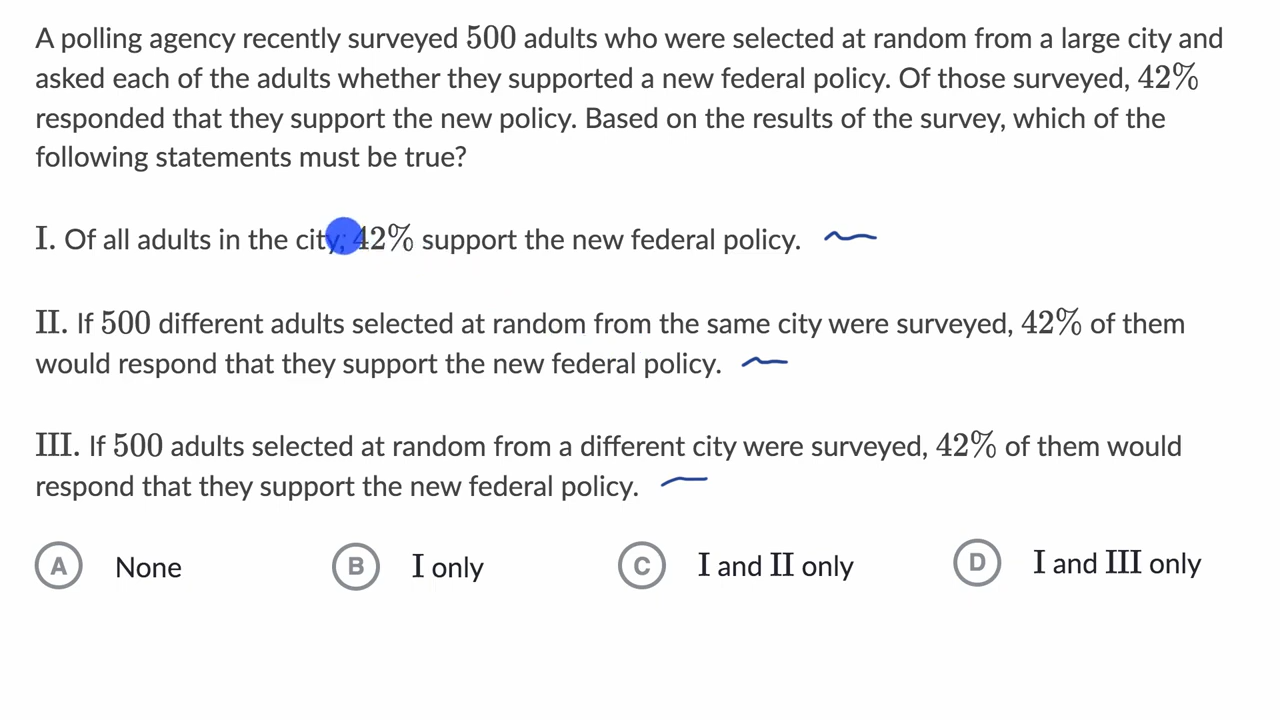 A polling agency recently surveyed 500 adults who were selected at random from a large city and
asked each of the adults whether they supported a new federal policy. Of those surveyed, 42%
responded that they support the new policy. Based on the results of the survey, which of the
following statements must be true?
I. Of all adults in the city, 42% support the new federal policy.
II. If 500 different adults selected at random from the same city were surveyed, 42% of them
would respond that they support the new federal policy.
III. If 500 adults selected at random from a different city were surveyed, 42% of them would
respond that they support the new federal policy.
A None B I only C I and II only D I and III only